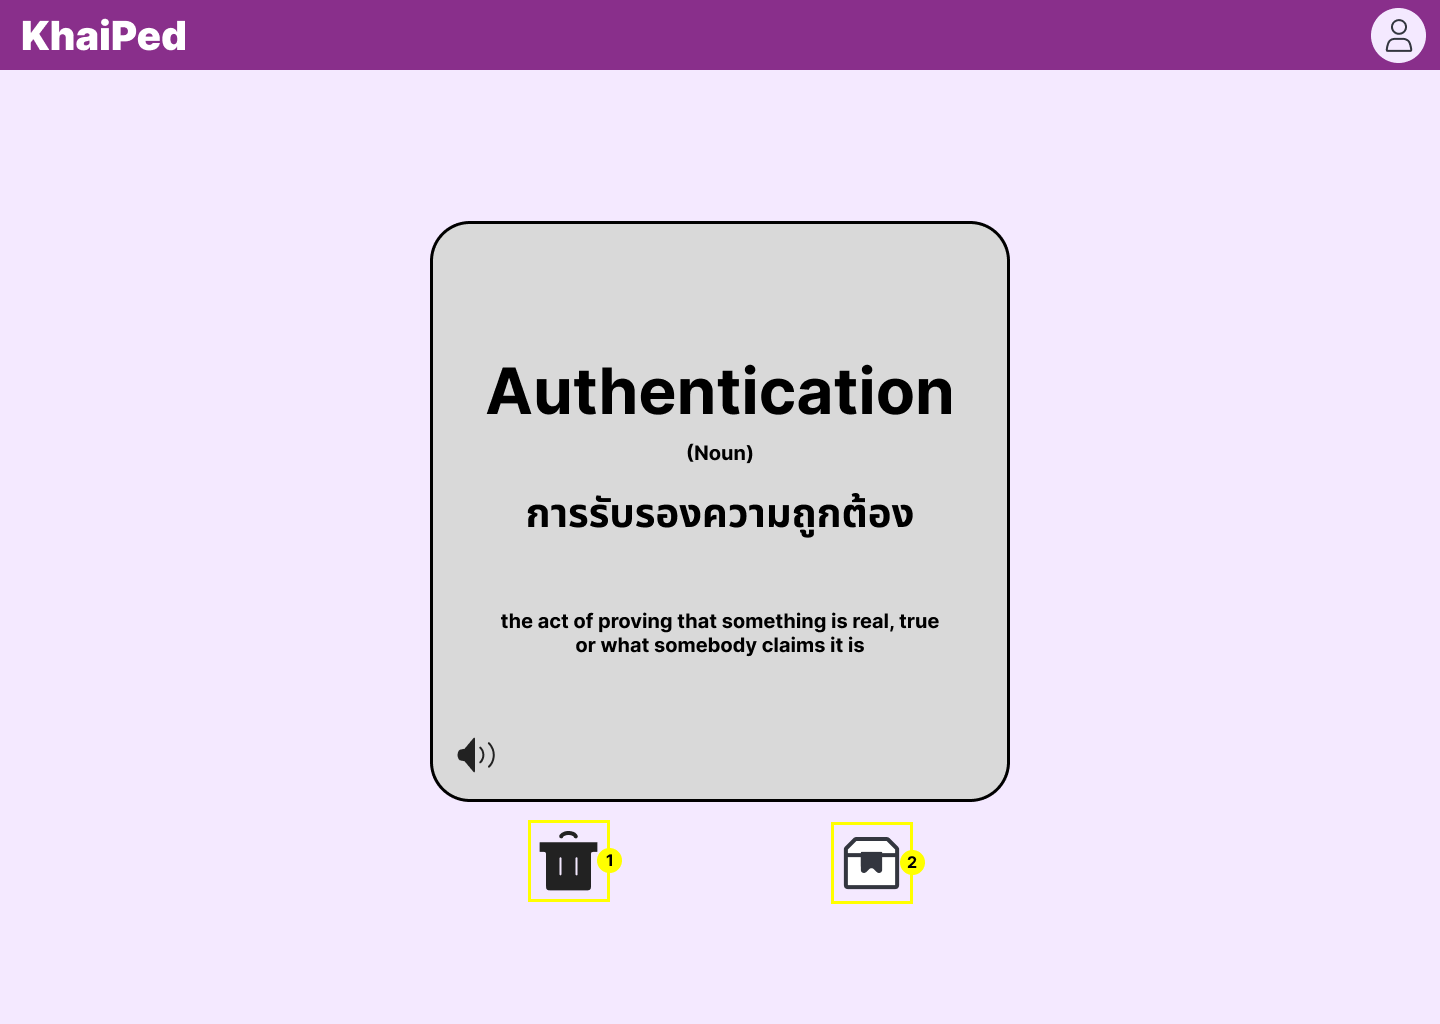 KhaiPed
Authentication
(Noun)
การรับรองความถูกต้อง
the act of proving that something is real, true
or what somebody claims it is
1
2